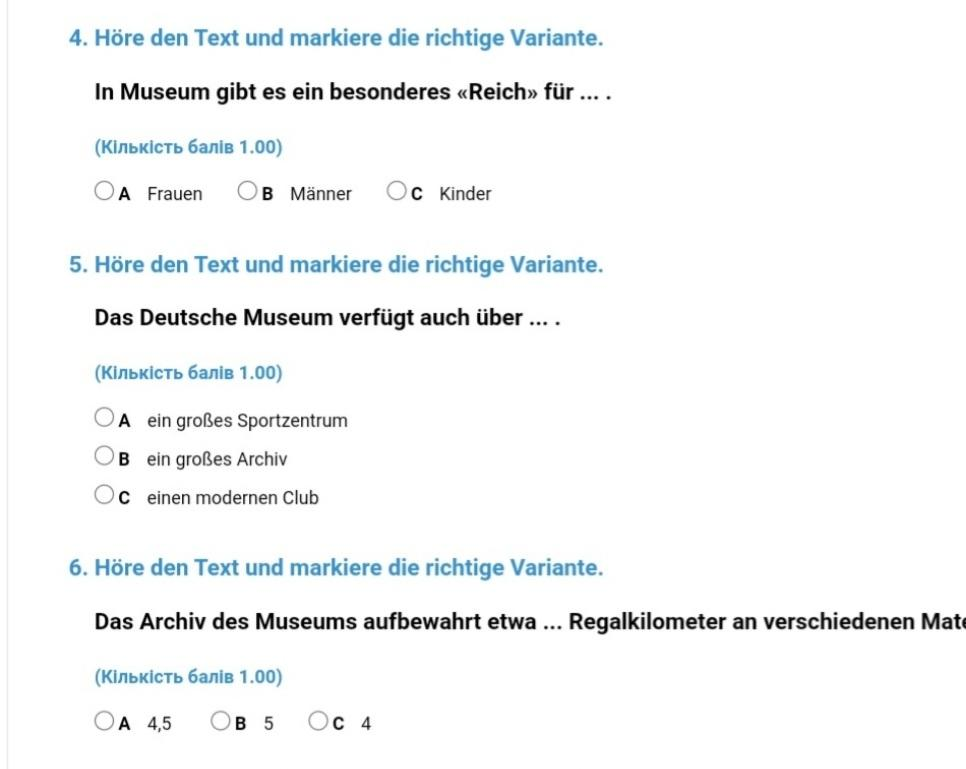 4. Höre den Text und markiere die richtige Variante.
In Museum gibt es ein besonderes «Reich» für ... .
(Кількість балів 1.00)
A Frauen B Männer C Kinder
5. Höre den Text und markiere die richtige Variante.
Das Deutsche Museum verfügt auch über ... .
(Кількість балів 1.00)
A ein großes Sportzentrum
B ein großes Archiv
C einen modernen Club
6. Höre den Text und markiere die richtige Variante.
Das Archiv des Museums aufbewahrt etwa ... Regalkilometer an verschiedenen
(Кількість балів 1.00)
A 4,5 B 5 C 4